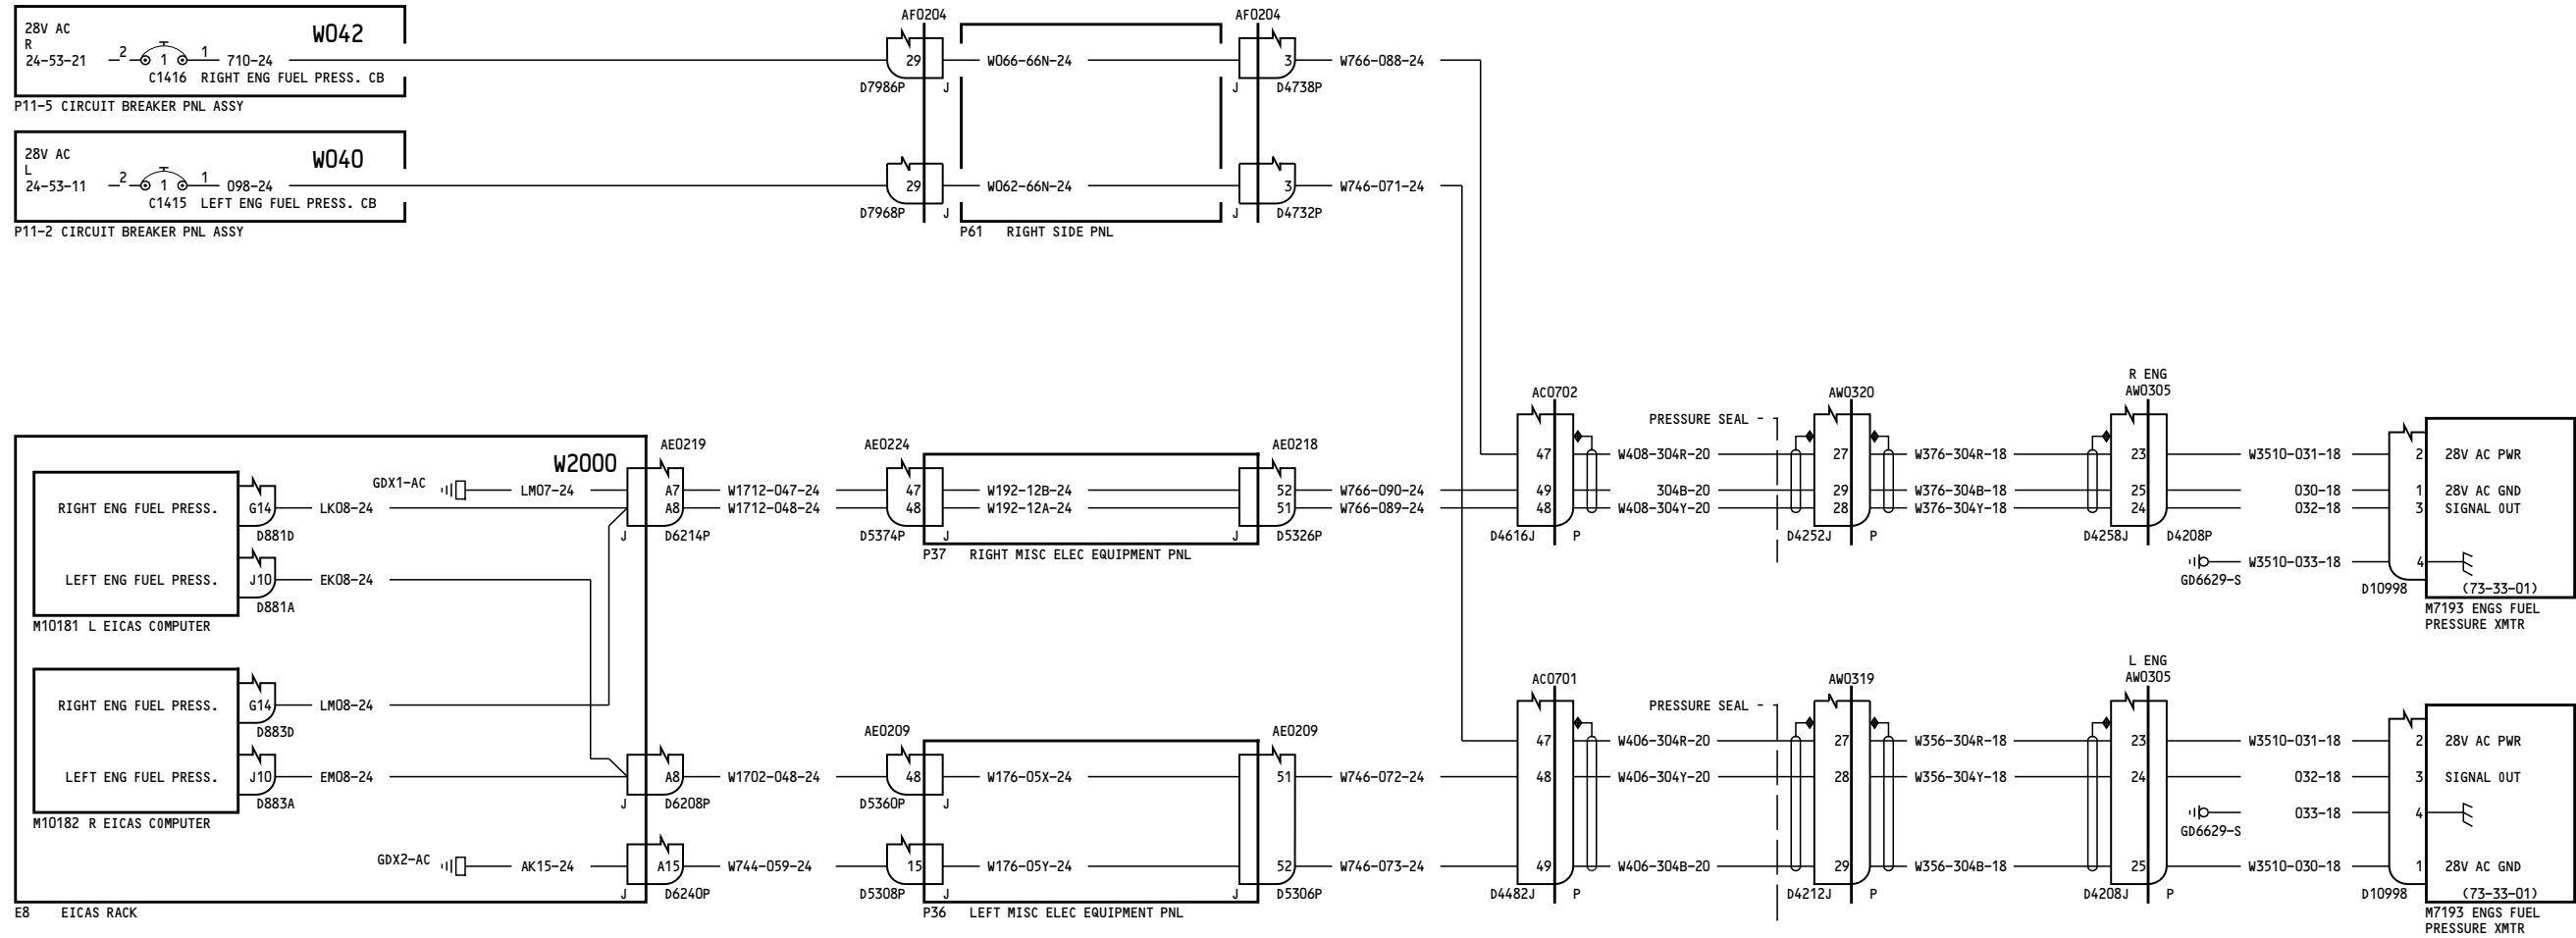 28V AC
R
24-53-21
2
1
1
710-24
W042
C1416 RIGHT ENG FUEL PRESS. CB
P11-5 CIRCUIT BREAKER PNL ASSY
AF0204
29
D7986P
J
W066-66N-24
AF0204
3
J
D4738P
W766-088-24
28V AC
L
24-53-11
2
1
1
098-24
W040
C1415 LEFT ENG FUEL PRESS. CB
P11-2 CIRCUIT BREAKER PNL ASSY
29
D7968P
J
W062-66N-24
3
J
D4732P
W746-071-24
P61 RIGHT SIDE PNL
W2000
RIGHT ENG FUEL PRESS.
G14
D881D
LK08-24
LEFT ENG FUEL PRESS.
J10
D881A
EK08-24
M10181 L EICAS COMPUTER
RIGHT ENG FUEL PRESS.
G14
D883D
LM08-24
LEFT ENG FUEL PRESS.
J10
D883A
EM08-24
M10182 R EICAS COMPUTER
E8 EICAS RACK
GDX1-AC
LM07-24
GDX2-AC
AK15-24
AE0219
A7
A8
J
D6214P
W1712-047-24
W1712-048-24
AE0224
47
48
D5374P
J
W192-12B-24
W192-12A-24
AE0218
52
51
J
D5326P
P37 RIGHT MISC ELEC EQUIPMENT PNL
W766-090-24
W766-089-24
AC0702
47
49
48
D4616J
P
W408-304R-20
304B-20
W408-304Y-20
PRESSURE SEAL
AW0320
27
29
28
D4252J
P
W376-304R-18
W376-304B-18
W376-304Y-18
R ENG
AW0305
23
25
24
D4258J
D4208P
W3510-031-18
030-18
032-18
GD6629-S
W3510-033-18
2
1
3
4
D10998
28V AC PWR
28V AC GND
SIGNAL OUT
(73-33-01)
M7193 ENGS FUEL
PRESSURE XMTR
A8
J
D6208P
W1702-048-24
AE0209
48
D5360P
J
W176-05X-24
AE0209
51
W746-072-24
A15
J
D6240P
W744-059-24
15
D5308P
J
W176-05Y-24
52
J
D5306P
W746-073-24
P36 LEFT MISC ELEC EQUIPMENT PNL
AC0701
47
48
49
D4482J
P
W406-304R-20
W406-304Y-20
W406-304B-20
PRESSURE SEAL
AW0319
27
28
29
D4212J
P
W356-304R-18
W356-304Y-18
W356-304B-18
L ENG
AW0305
23
24
25
D4208J
P
W3510-031-18
032-18
GD6629-S
033-18
W3510-030-18
2
3
4
1
D10998
28V AC PWR
SIGNAL OUT
28V AC GND
(73-33-01)
M7193 ENGS FUEL
PRESSURE XMTR